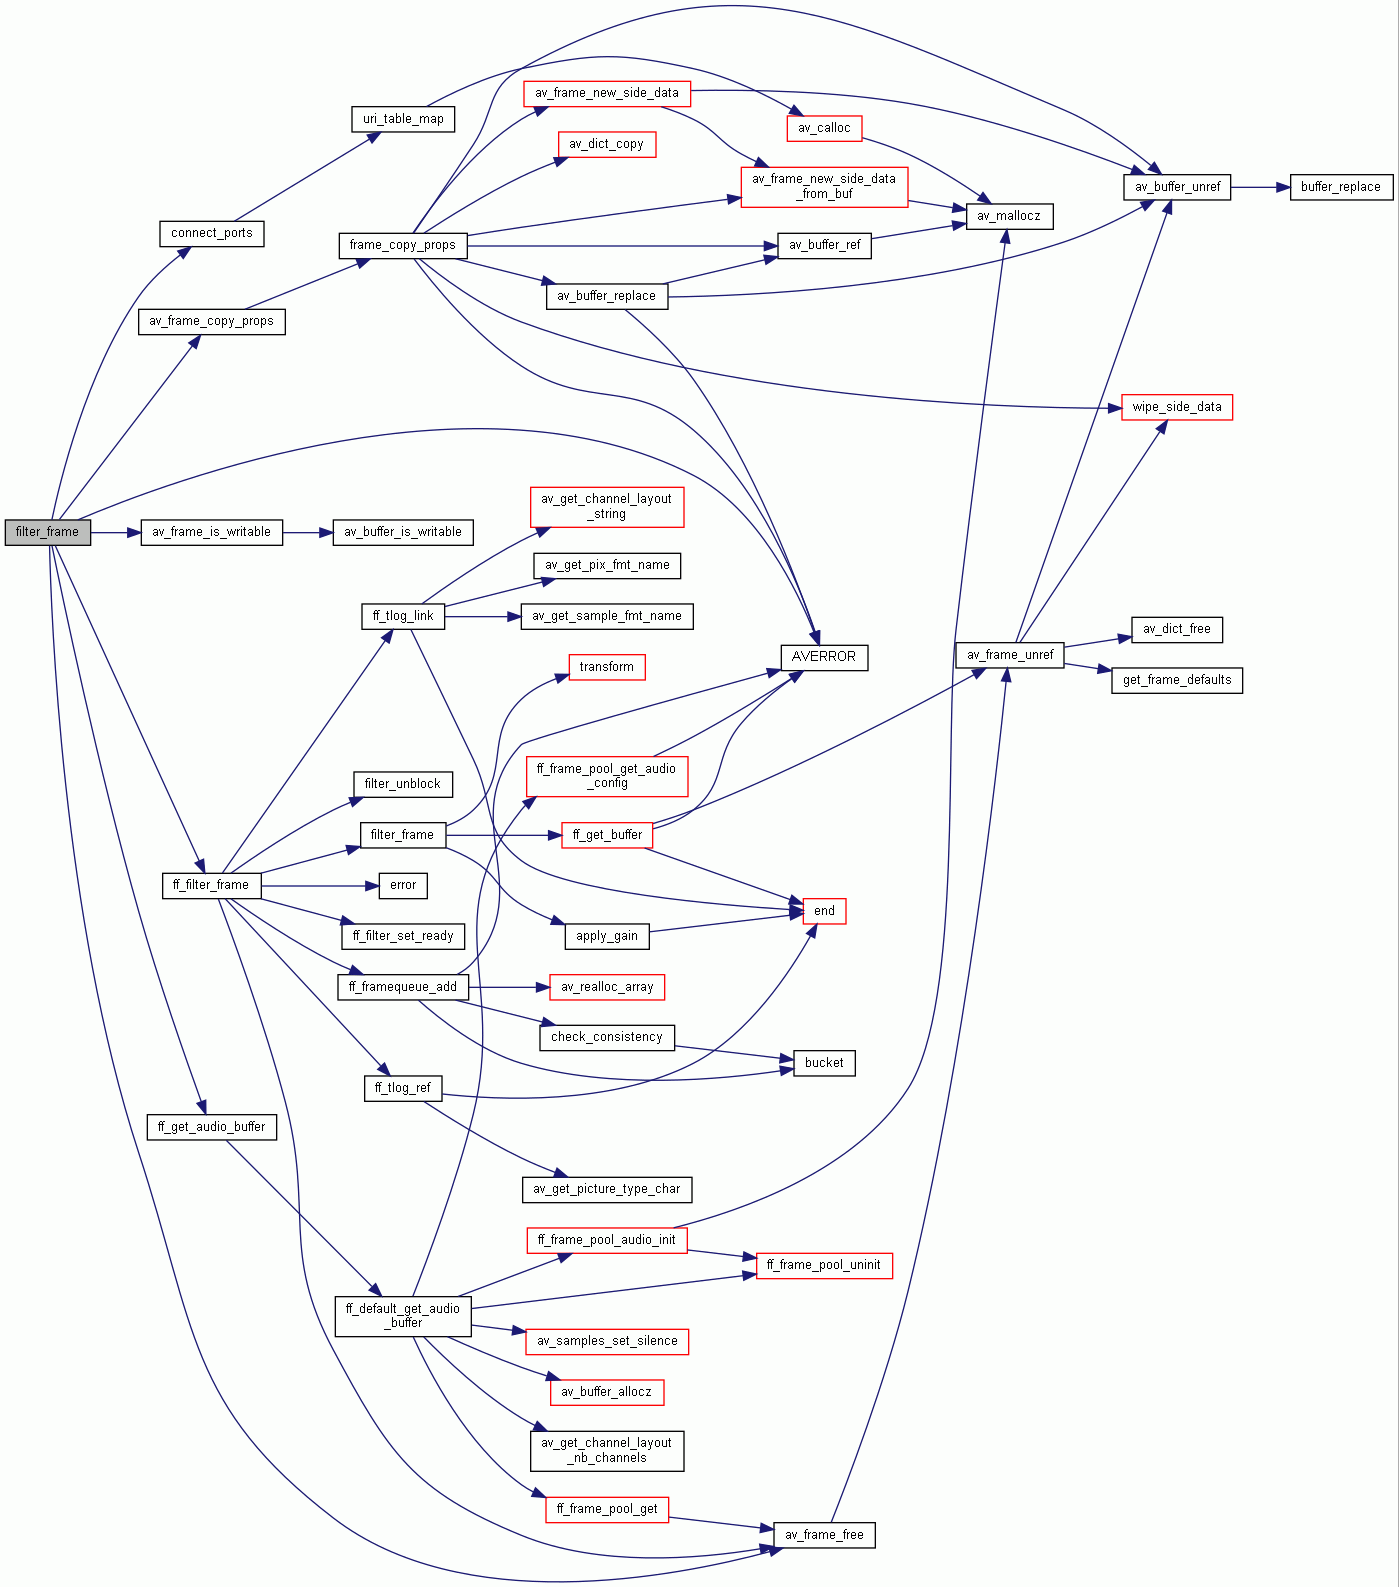 av_frame_new_side_data
uri_table_map
av_calloc
av_dict_copy
av_frame_new_side_data
_from_buf
av_buffer_unref
buffer_replace
av_mallocz
connect_ports
frame_copy_props
av_buffer_ref
av_buffer_replace
av_frame_copy_props
wipe_side_data
av_get_channel_layout
_string
filter_frame
av_frame_is_writable
av_buffer_is_writable
av_get_pix_fmt_name
ff_tlog_link
av_get_sample_fmt_name
av_dict_free
AVERROR
av_frame_unref
transform
get_frame_defaults
ff_frame_pool_get_audio
_config
filter_unblock
filter_frame
ff_get_buffer
ff_filter_frame
error
end
ff_filter_set_ready
apply_gain
ff_framequeue_add
av_realloc_array
check_consistency
bucket
ff_tlog_ref
ff_get_audio_buffer
av_get_picture_type_char
ff_frame_pool_audio_init
ff_frame_pool_uninit
ff_default_get_audio
_buffer
av_samples_set_silence
av_buffer_allocz
av_get_channel_layout
_nb_channels
ff_frame_pool_get
av_frame_free